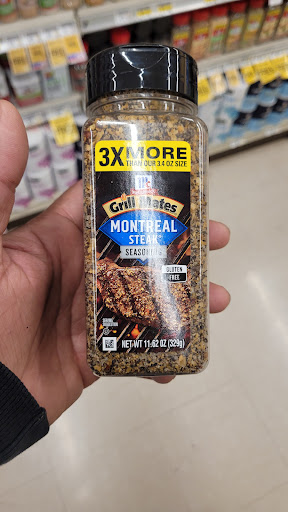 3X MORE
THAN OUR 3.4 OZ SIZE
Grill Mates
MONTREAL
STEAK
SEASONING
GLUTEN
FREE
NET WT 11.62 OZ (329g)